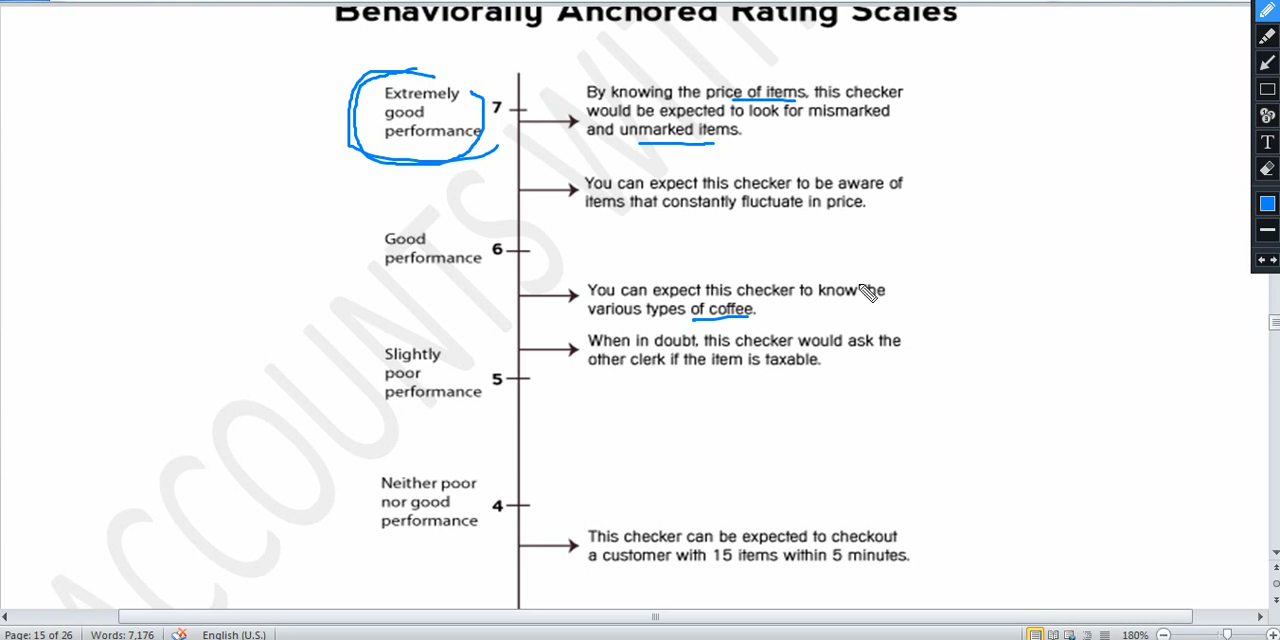 Behaviorally Anchored Rating Scales
Extremely
good
performance
7
By knowing the price of items, this checker
would be expected to look for mismarked
and unmarked items.
You can expect this checker to be aware of
items that constantly fluctuate in price.
Good
performance
6
You can expect this checker to know the
various types of coffee.
When in doubt, this checker would ask the
other clerk if the item is taxable.
Slightly
poor
performance
5
Neither poor
nor good
performance
4
This checker can be expected to checkout
a customer with 15 items within 5 minutes.
ACCOUNTS WIT
T
Page: 15 of 26
Words: 7,176
English (U.S.)
180%